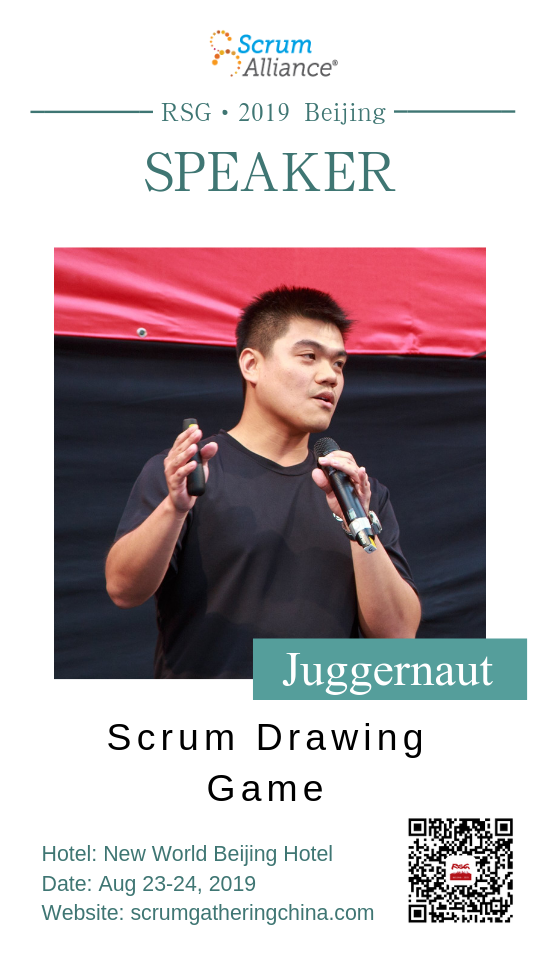 Scrum
Alliance®
RSG • 2019 Beijing
SPEAKER
Juggernaut
Scrum Drawing
Game
Hotel: New World Beijing Hotel
Date: Aug 23-24, 2019
Website: scrumgatheringchina.com